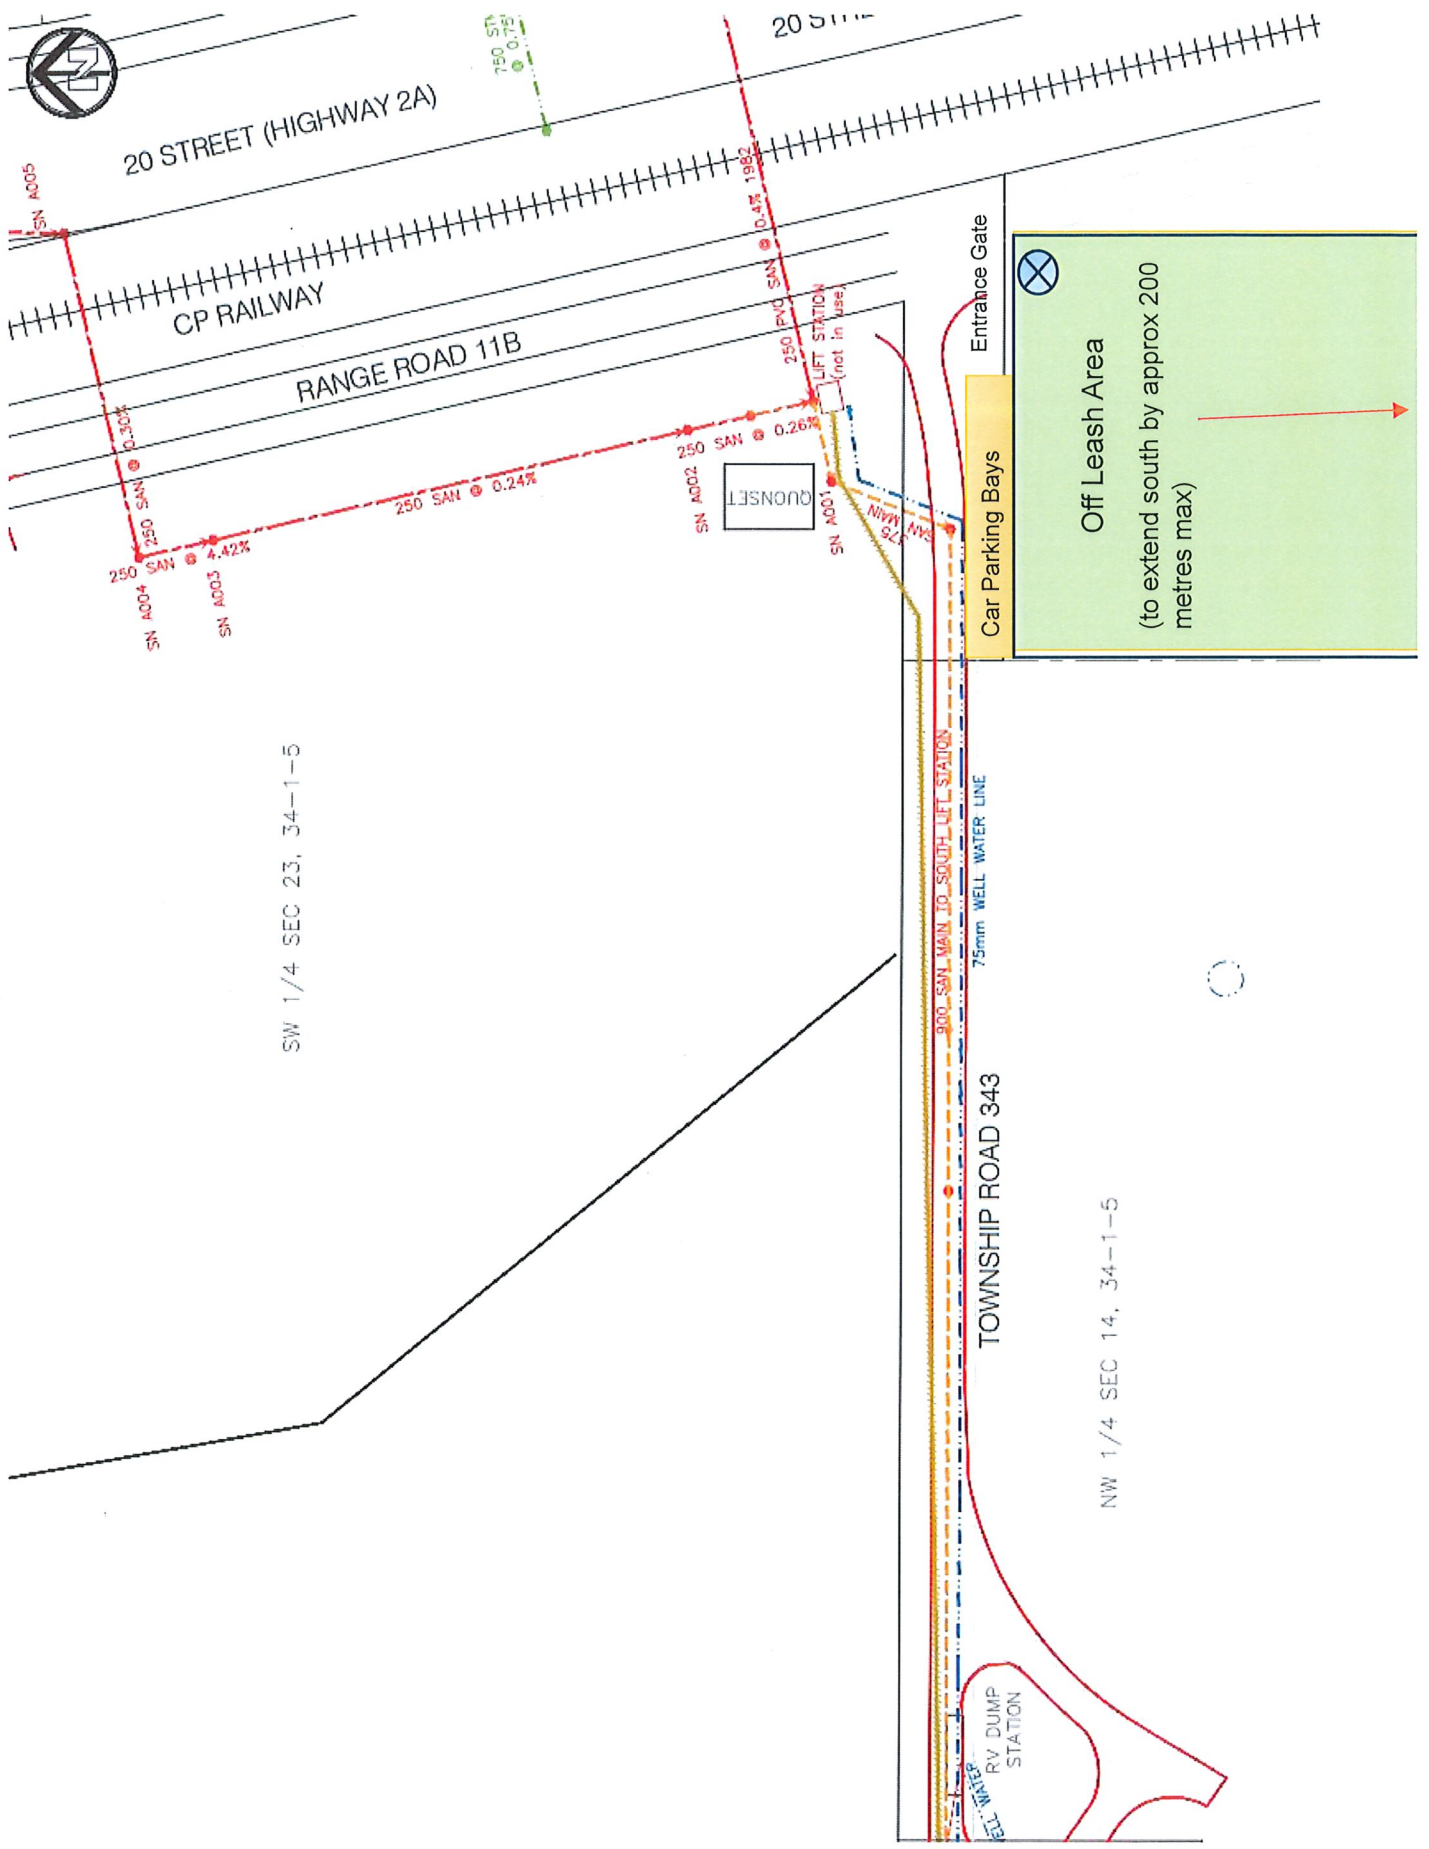 N
20 STREET (HIGHWAY 2A)
@ 0.75
SN A005
CP RAILWAY
RANGE ROAD 11B
250 SAN @ 0.30%
250 PVC SAN @ 0.4% 1982
LIFT STATION
(not in use)
Entrance Gate
250 SAN @ 4.42%
SN A004
SN A003
250 SAN @ 0.24%
250 SAN @ 0.26%
SN A002
QUONSET
SN A001
375
SAN MAIN
Car Parking Bays
Off Leash Area
(to extend south by approx 200
metres max)
SW 1/4 SEC 23, 34-1-5
900 SAN MAIN TO SOUTH LIFT STATION
75mm WELL WATER LINE
TOWNSHIP ROAD 343
NW 1/4 SEC 14, 34-1-5
RV DUMP
STATION
WATER